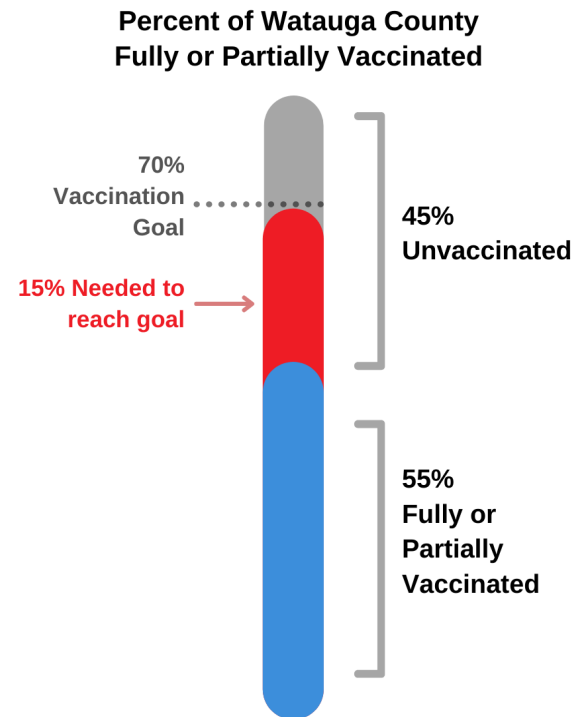 Percent of Watauga County
Fully or Partially Vaccinated
70%
Vaccination
Goal
45%
Unvaccinated
15% Needed to
reach goal
55%
Fully or
Partially
Vaccinated